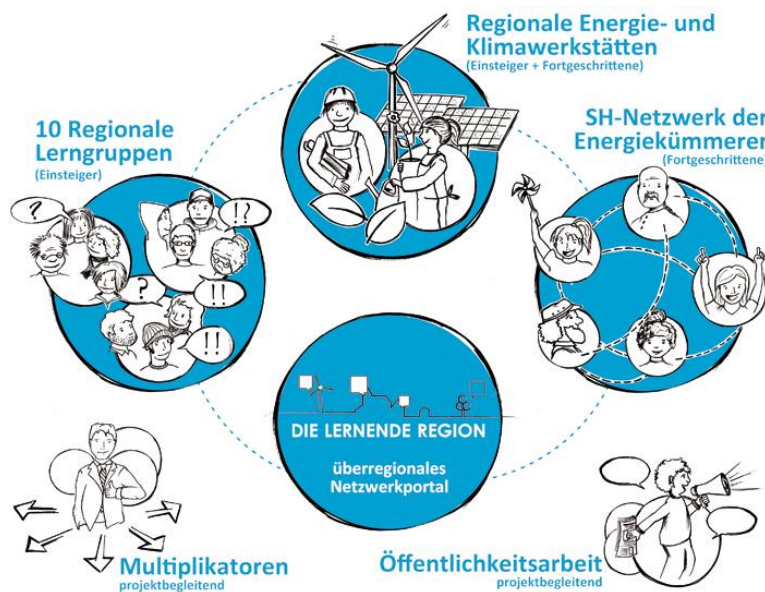 Regionale Energie- und
Klimawerkstätten
(Einsteiger + Fortgeschrittene)
10 Regionale
Lerngruppen
(Einsteiger)
SH-Netzwerk der
Energiekümmerer
(Fortgeschrittene)
?
!?
?
!!
!!
DIE LERNENDE REGION
überregionales
Netzwerkportal
Multiplikatoren
projektbegleitend
Öffentlichkeitsarbeit
projektbegleitend